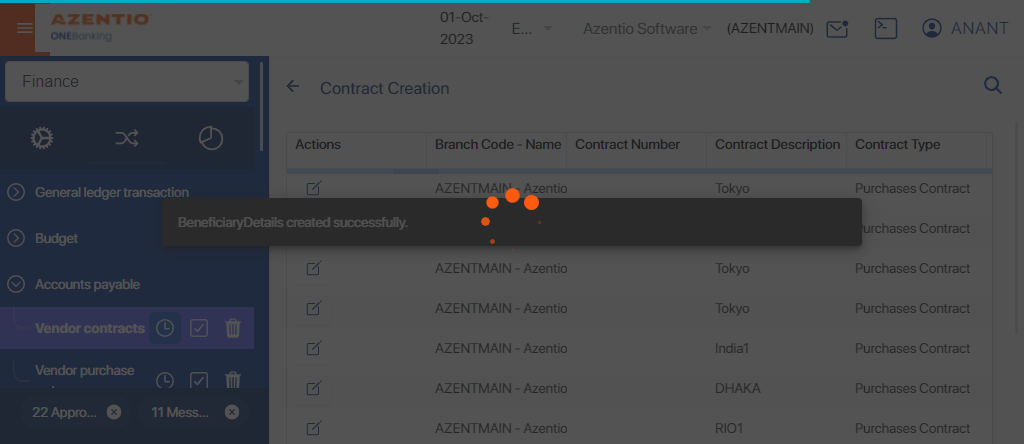 AZENTIO
ONEBanking
01-Oct-
2023
E...
Azentio Software
(AZENTMAIN)
ANANT
Finance
Contract Creation
Actions Branch Code - Name Contract Number Contract Description Contract Type
General ledger transaction
AZENTMAIN - Azentio Tokyo Purchases Contract
BeneficiaryDetails created successfully.
Purchases Contract
Budget
AZENTMAIN - Azentio Tokyo Purchases Contract
Accounts payable
AZENTMAIN - Azentio Tokyo Purchases Contract
Vendor contracts
AZENTMAIN - Azentio India1 Purchases Contract
Vendor purchase
AZENTMAIN - Azentio DHAKA Purchases Contract
22 Appro... 11 Mess...
AZENTMAIN - Azentio RIO1 Purchases Contract